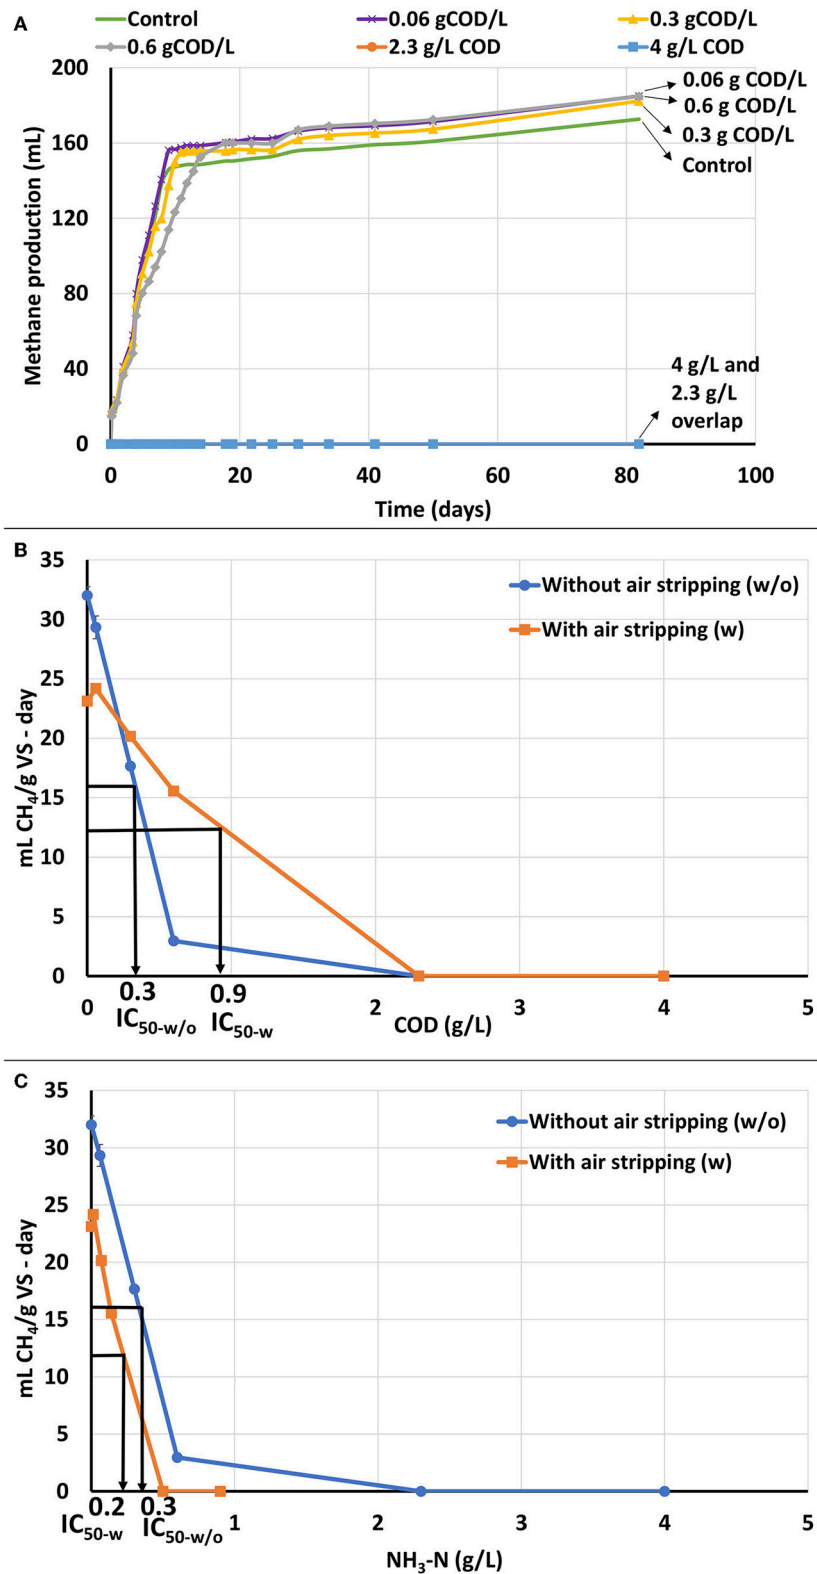 A
Control
0.06 gCOD/L
0.3 gCOD/L
0.6 gCOD/L
2.3 g/L COD
4 g/L COD
Methane production (mL)
200
160
120
80
40
0
0.06 g COD/L
0.6 g COD/L
0.3 g COD/L
Control
4 g/L and
2.3 g/L
overlap
0 20 40 60 80 100
Time (days)
B
35
30
25
20
15
10
5
0
mL CH4/g VS - day
Without air stripping (w/o)
With air stripping (w)
0 2 3 4 5
0.3 0.9
IC50-w/o IC50-w
COD (g/L)
C
35
30
25
20
15
10
5
0
mL CH4/g VS - day
Without air stripping (w/o)
With air stripping (w)
0.2 0.3 1 2 3 4 5
IC50-w IC50-w/o
NH3-N (g/L)